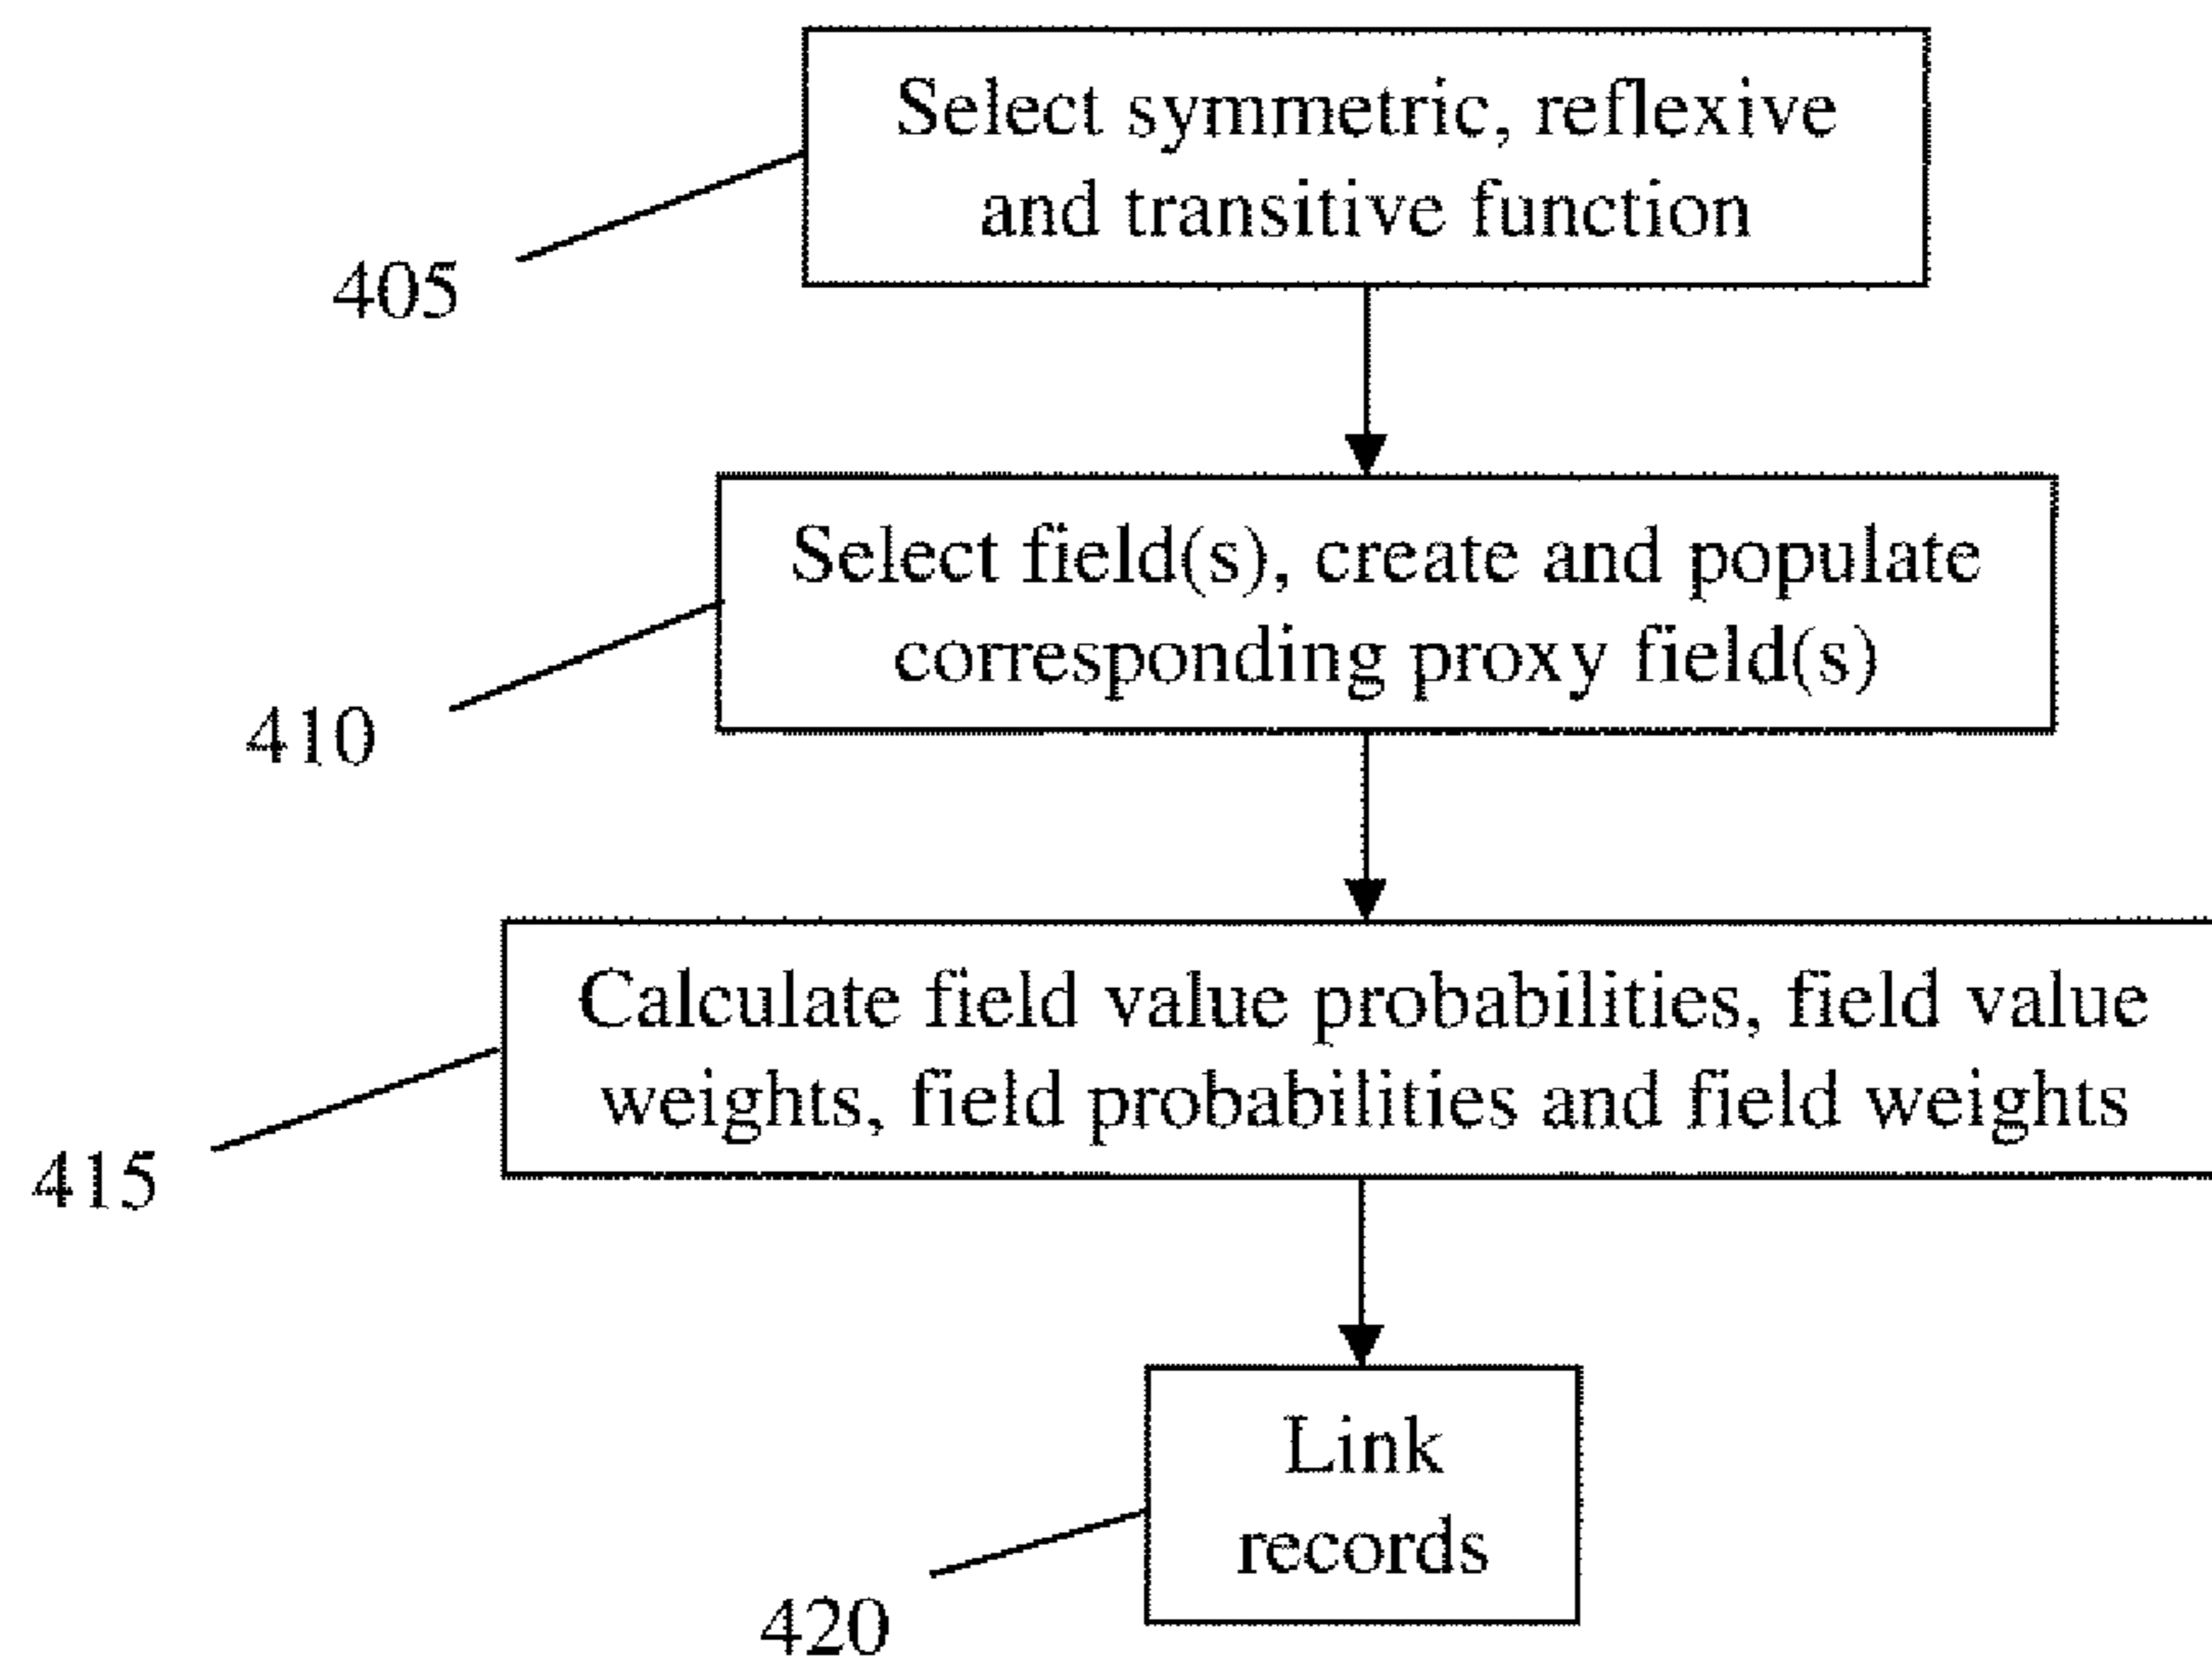 Select symmetric, reflexive
and transitive function
405
Select field(s), create and populate
corresponding proxy field(s)
410
Calculate field value probabilities, field value
weights, field probabilities and field weights
415
Link
records
420